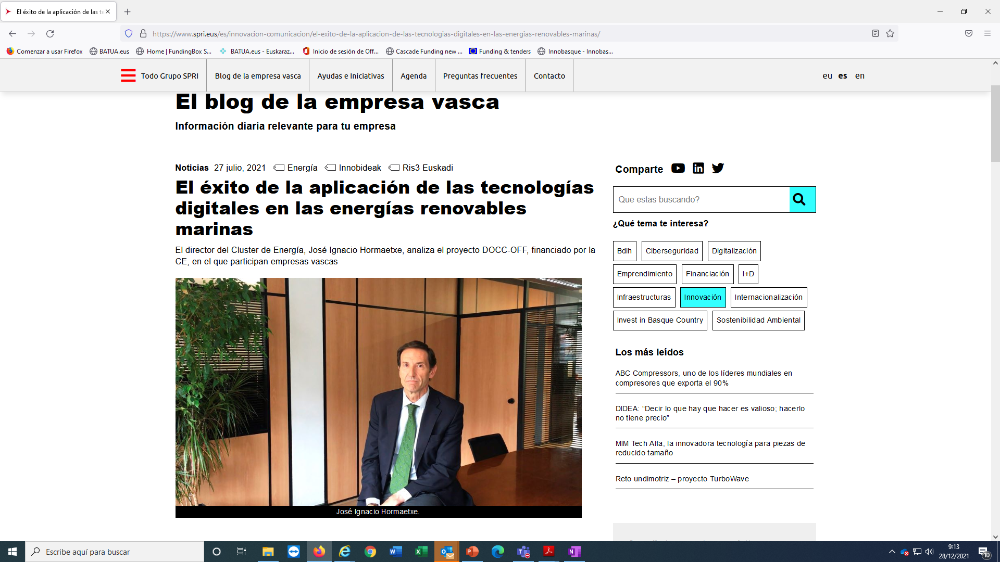 El éxito de la aplicación de las te
https://www.spri.eus/es/innovacion-comunicacion/el-exito-de-la-aplicacion-de-las-tecnologias-digitales-en-las-energias-renovables-marinas/
Comenzar a usar Firefox
BATUA.eus
Home | FundingBox S...
BATUA.eus - Euskaraz...
Inicio de sesión de Off...
Cascade Funding new ...
Funding & tenders
Innobasque - Innobas...
Todo Grupo SPRI
Blog de la empresa vasca
Ayudas e Iniciativas
Agenda
Preguntas frecuentes
Contacto
eu es en
El blog de la empresa vasca
Información diaria relevante para tu empresa
Noticias 27 julio, 2021 Energía Innobideak Ris3 Euskadi
El éxito de la aplicación de las tecnologías
digitales en las energías renovables
marinas
El director del Cluster de Energía, José Ignacio Hormaetxe, analiza el proyecto DOCC-OFF, financiado por la
CE, en el que participan empresas vascas
José Ignacio Hormaetxe.
Comparte
Que estas buscando?
¿Qué tema te interesa?
Bdih Ciberseguridad Digitalización
Emprendimiento Financiación I+D
Infraestructuras Innovación Internacionalización
Invest in Basque Country Sostenibilidad Ambiental
Los más leídos
ABC Compressors, uno de los líderes mundiales en
compresores que exporta el 90%
DIDEA: “Decir lo que hay que hacer es valioso; hacerlo
no tiene precio”
MIM Tech Alfa, la innovadora tecnología para piezas de
reducido tamaño
Reto undimotriz – proyecto TurboWave
Escribe aquí para buscar
9:13
28/12/2021
10